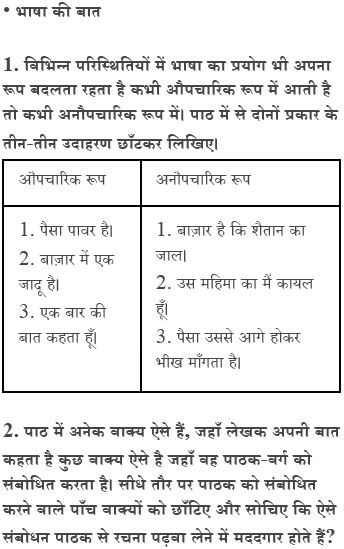 • भाषा की बात
1. विभिन्न परिस्थितियों में भाषा का प्रयोग भी अपना
रूप बदलता रहता है कभी औपचारिक रूप में आती है
तो कभी अनौपचारिक रूप में। पाठ में से दोनों प्रकार के
तीन-तीन उदाहरण छाँटकर लिखिए।
औपचारिक रूप
अनौपचारिक रूप
1. पैसा पावर है।
2. बाज़ार में एक
जादू है।
3. एक बार की
बात कहता हूँ।
1. बाज़ार है कि शैतान का
जाल।
2. उस महिमा का मैं कायल
हूँ।
3. पैसा उससे आगे होकर
भीख माँगता है।
2. पाठ में अनेक वाक्य ऐसे हैं, जहाँ लेखक अपनी बात
कहता है कुछ वाक्य ऐसे है जहाँ वह पाठक-वर्ग को
संबोधित करता है। सीधे तौर पर पाठक को संबोधित
करने वाले पाँच वाक्यों को छाँटिए और सोचिए कि ऐसे
संबोधन पाठक से रचना पढ़वा लेने में मददगार होते हैं?